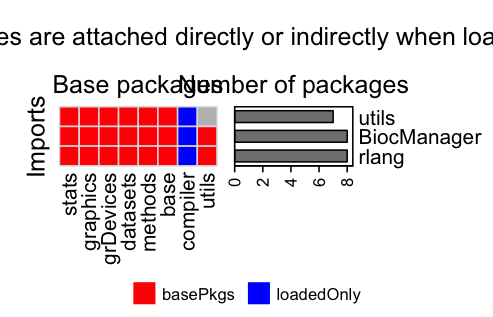 es are attached directly or indirectly when loa
Base packages
Number of packages
Imports
utils
BiocManager
rlang
stats
graphics
grDevices
datasets
methods
base
compiler
utils
0 2 4 6 8
basePkgs
loadedOnly